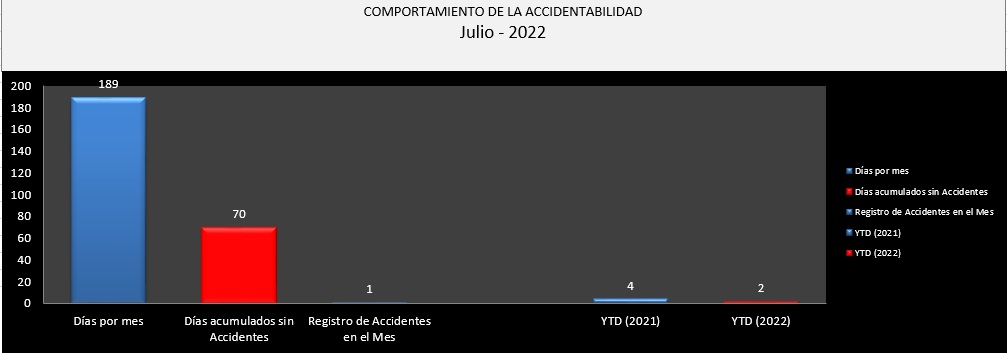 COMPORTAMIENTO DE LA ACCIDENTABILIDAD
Julio - 2022
200
180
160
140
120
100
80
60
40
20
0
189
70
1
4
2
Días por mes
Días acumulados sin
Accidentes
Registro de Accidentes
en el Mes
YTD (2021)
YTD (2022)
Días por mes
Días acumulados sin Accidentes
Registro de Accidentes en el Mes
YTD (2021)
YTD (2022)